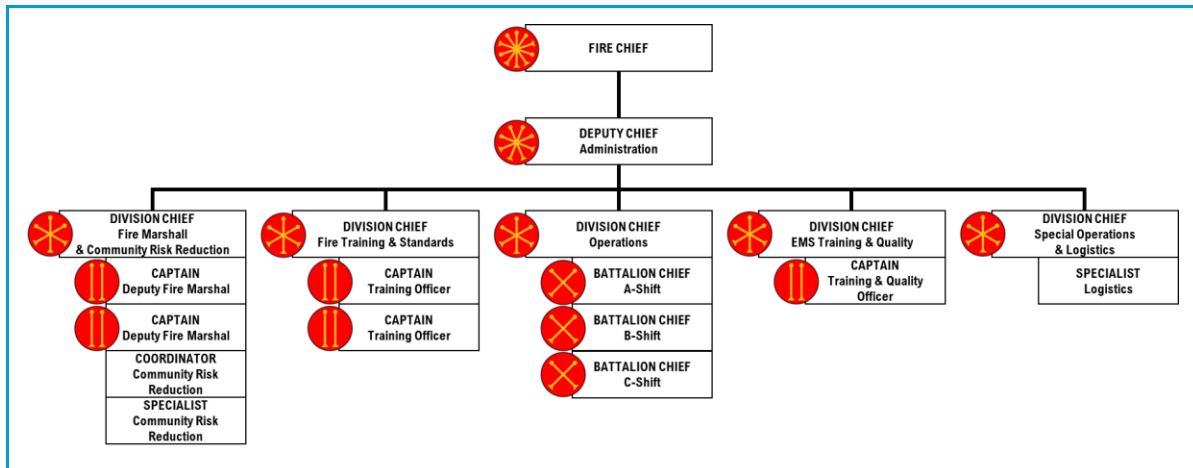 FIRE CHIEF
DEPUTY CHIEF
Administration
DIVISION CHIEF
Fire Marshall
& Community Risk Reduction
CAPTAIN
Deputy Fire Marshal
CAPTAIN
Deputy Fire Marshal
COORDINATOR
Community Risk
Reduction
SPECIALIST
Community Risk
Reduction
DIVISION CHIEF
Fire Training & Standards
CAPTAIN
Training Officer
CAPTAIN
Training Officer
DIVISION CHIEF
Operations
BATTALION CHIEF
A-Shift
BATTALION CHIEF
B-Shift
BATTALION CHIEF
C-Shift
DIVISION CHIEF
EMS Training & Quality
CAPTAIN
Training & Quality
Officer
DIVISION CHIEF
Special Operations
& Logistics
SPECIALIST
Logistics